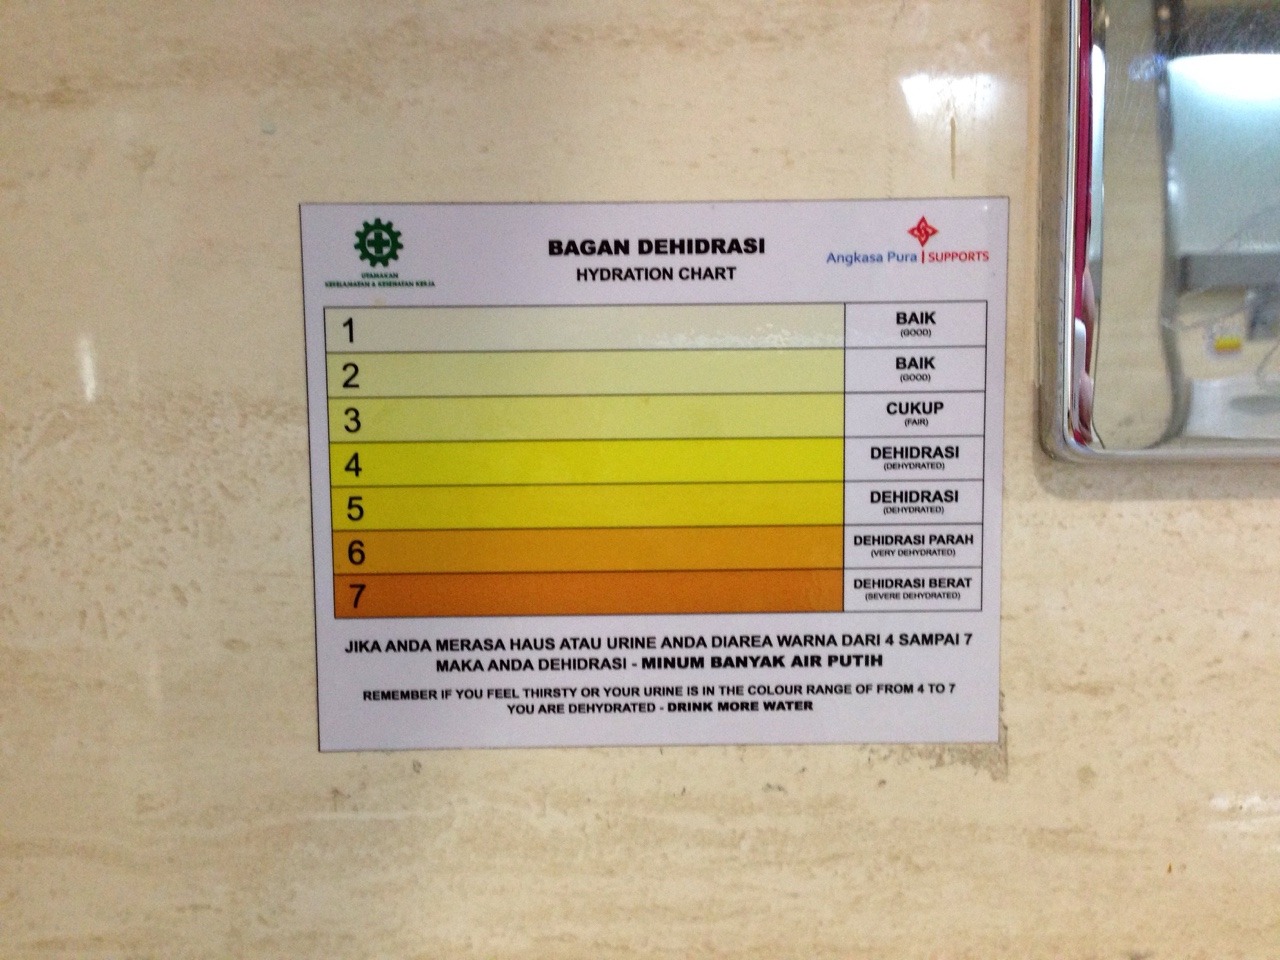 UTAMAKAN
KESELAMATAN & KESEHATAN KERJA
BAGAN DEHIDRASI
HYDRATION CHART
Angkasa Pura | SUPPORTS
1 BAIK
(GOOD)
2 BAIK
(GOOD)
3 CUKUP
(FAIR)
4 DEHIDRASI
(DEHYDRATED)
5 DEHIDRASI
(DEHYDRATED)
6 DEHIDRASI PARAH
(VERY DEHYDRATED)
7 DEHIDRASI BERAT
(SEVERE DEHYDRATED)
JIKA ANDA MERASA HAUS ATAU URINE ANDA DIAREA WARNA DARI 4 SAMPAI 7
MAKA ANDA DEHIDRASI - MINUM BANYAK AIR PUTIH
REMEMBER IF YOU FEEL THIRSTY OR YOUR URINE IS IN THE COLOUR RANGE OF FROM 4 TO 7
YOU ARE DEHYDRATED - DRINK MORE WATER